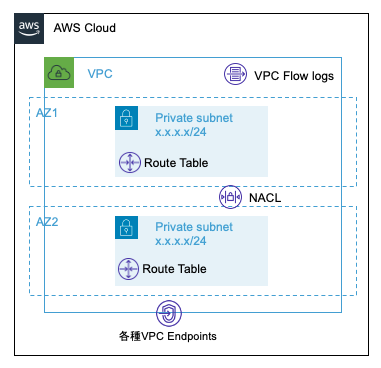 aws
AWS Cloud
VPC
VPC Flow logs
AZ1
Private subnet
x.x.x.x/24
Route Table
NACL
AZ2
Private subnet
x.x.x.x/24
Route Table
各種VPC Endpoints